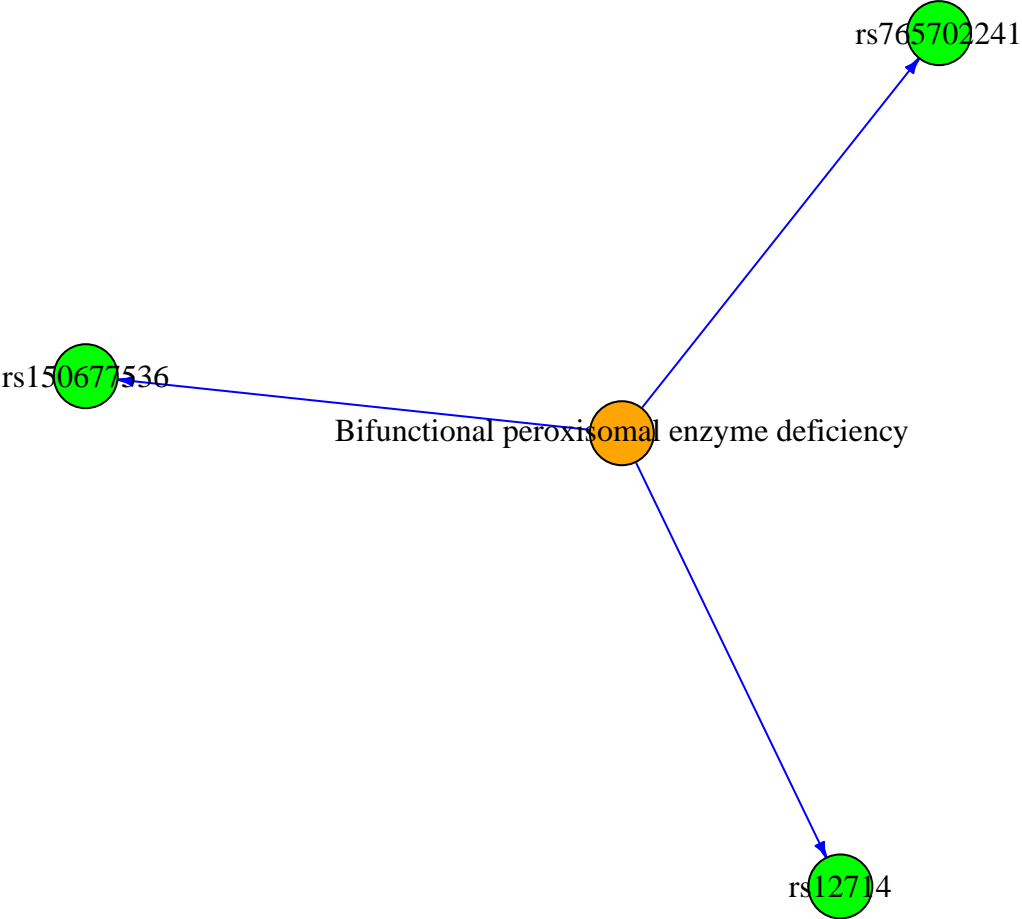 rs765702241
rs150677536
Bifunctional peroxisomal enzyme deficiency
rs12714